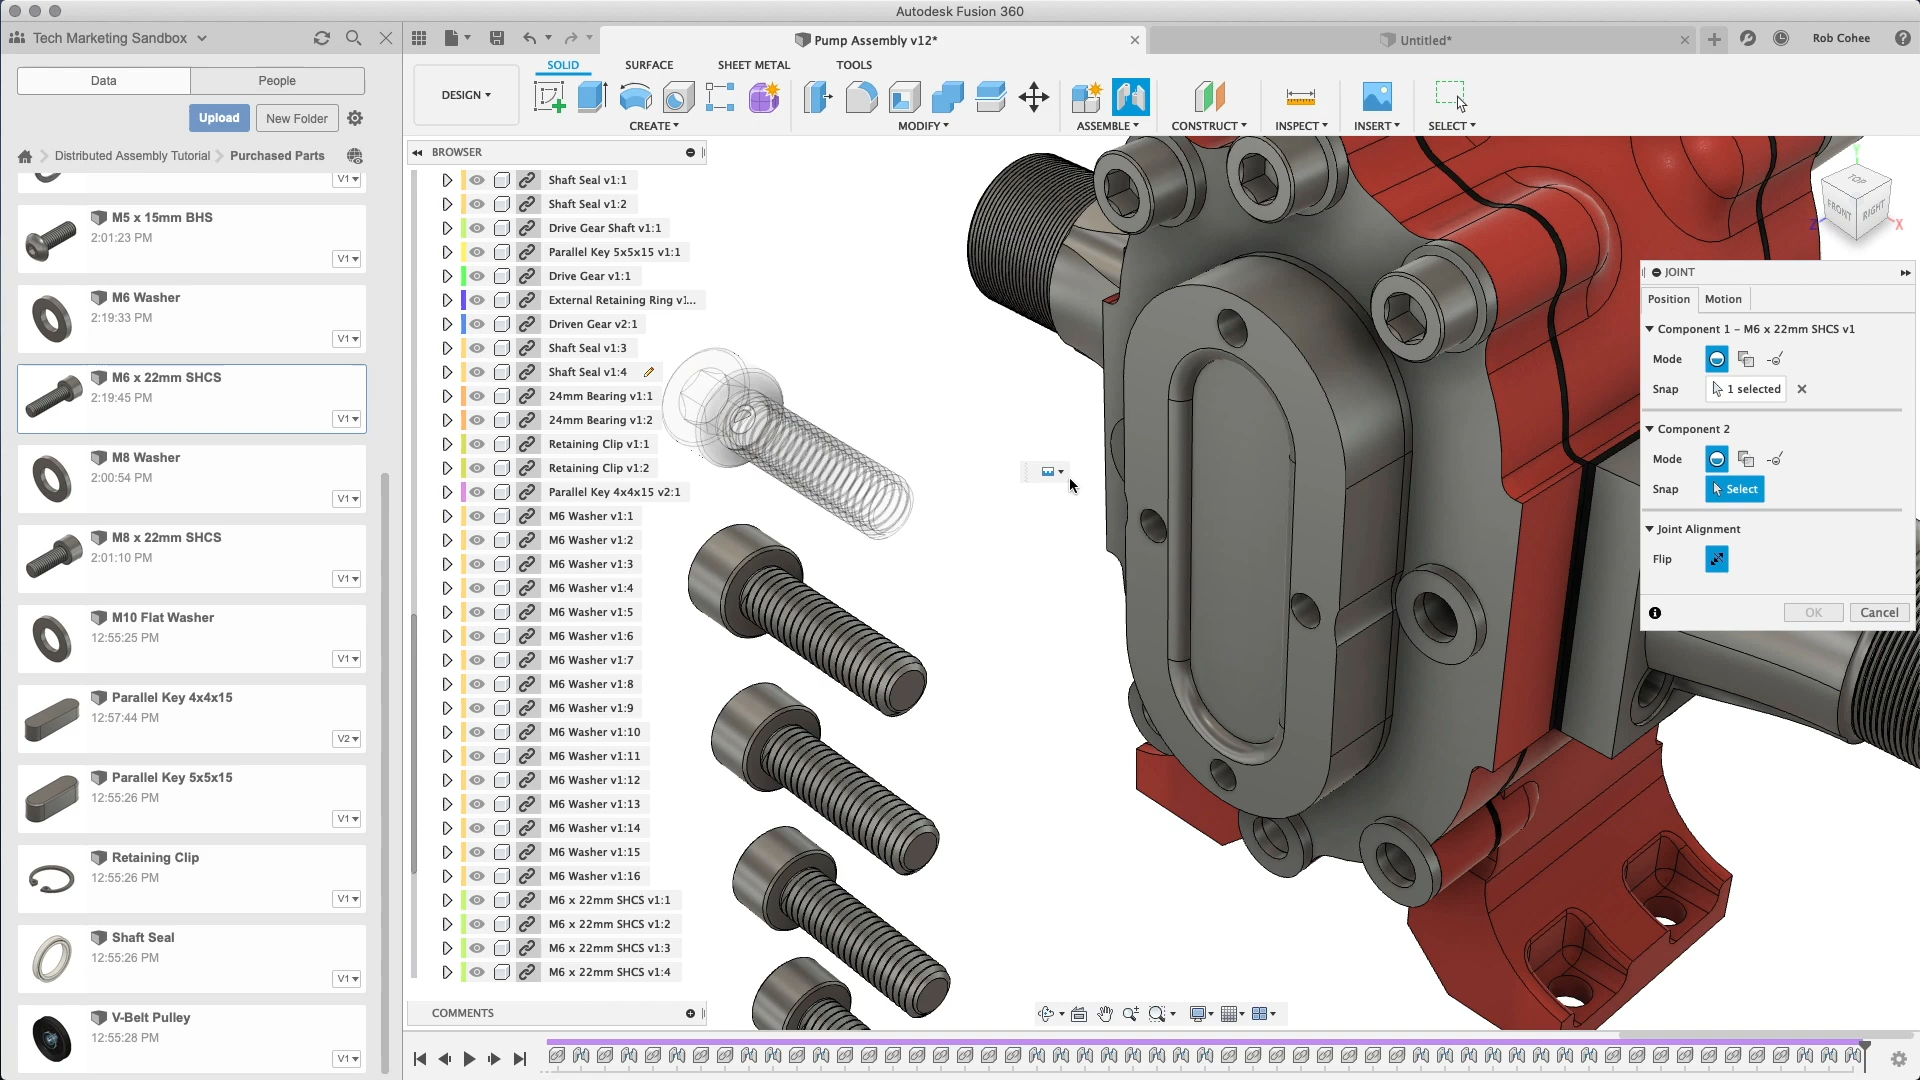 Autodesk Fusion 360
Tech Marketing Sandbox
Pump Assembly v12*
Untitled*
Rob Cohee
Data
People
Upload
New Folder
Distributed Assembly Tutorial
Purchased Parts
V1
M5 x 15mm BHS
2:01:23 PM
V1
M6 Washer
2:19:33 PM
V1
M6 x 22mm SHCS
2:19:45 PM
V1
M8 Washer
2:00:54 PM
V1
M8 x 22mm SHCS
2:01:10 PM
V1
M10 Flat Washer
12:55:25 PM
V1
Parallel Key 4x4x15
12:57:44 PM
V2
Parallel Key 5x5x15
12:55:26 PM
V1
Retaining Clip
12:55:26 PM
V1
Shaft Seal
12:55:26 PM
V1
V-Belt Pulley
12:55:28 PM
V1
DESIGN
SOLID
SURFACE
SHEET METAL
TOOLS
CREATE
MODIFY
ASSEMBLE
CONSTRUCT
INSPECT
INSERT
SELECT
BROWSER
Shaft Seal v1:1
Shaft Seal v1:2
Drive Gear Shaft v1:1
Parallel Key 5x5x15 v1:1
Drive Gear v1:1
External Retaining Ring v1...
Driven Gear v2:1
Shaft Seal v1:3
Shaft Seal v1:4
24mm Bearing v1:1
24mm Bearing v1:2
Retaining Clip v1:1
Retaining Clip v1:2
Parallel Key 4x4x15 v2:1
M6 Washer v1:1
M6 Washer v1:2
M6 Washer v1:3
M6 Washer v1:4
M6 Washer v1:5
M6 Washer v1:6
M6 Washer v1:7
M6 Washer v1:8
M6 Washer v1:9
M6 Washer v1:10
M6 Washer v1:11
M6 Washer v1:12
M6 Washer v1:13
M6 Washer v1:14
M6 Washer v1:15
M6 Washer v1:16
M6 x 22mm SHCS v1:1
M6 x 22mm SHCS v1:2
M6 x 22mm SHCS v1:3
M6 x 22mm SHCS v1:4
COMMENTS
TOP
FRONT
RIGHT
Y
Z
X
JOINT
Position
Motion
Component 1 - M6 x 22mm SHCS v1
Mode
Snap
1 selected
Component 2
Mode
Snap
Select
Joint Alignment
Flip
OK
Cancel